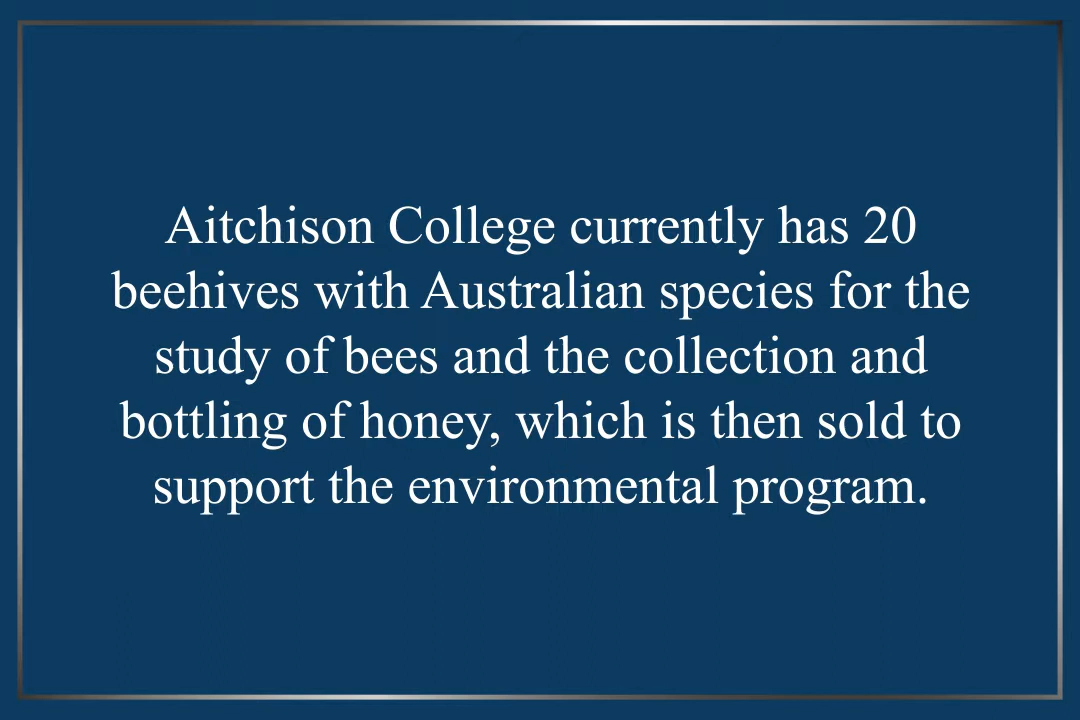 Aitchison College currently has 20
beehives with Australian species for the
study of bees and the collection and
bottling of honey, which is then sold to
support the environmental program.